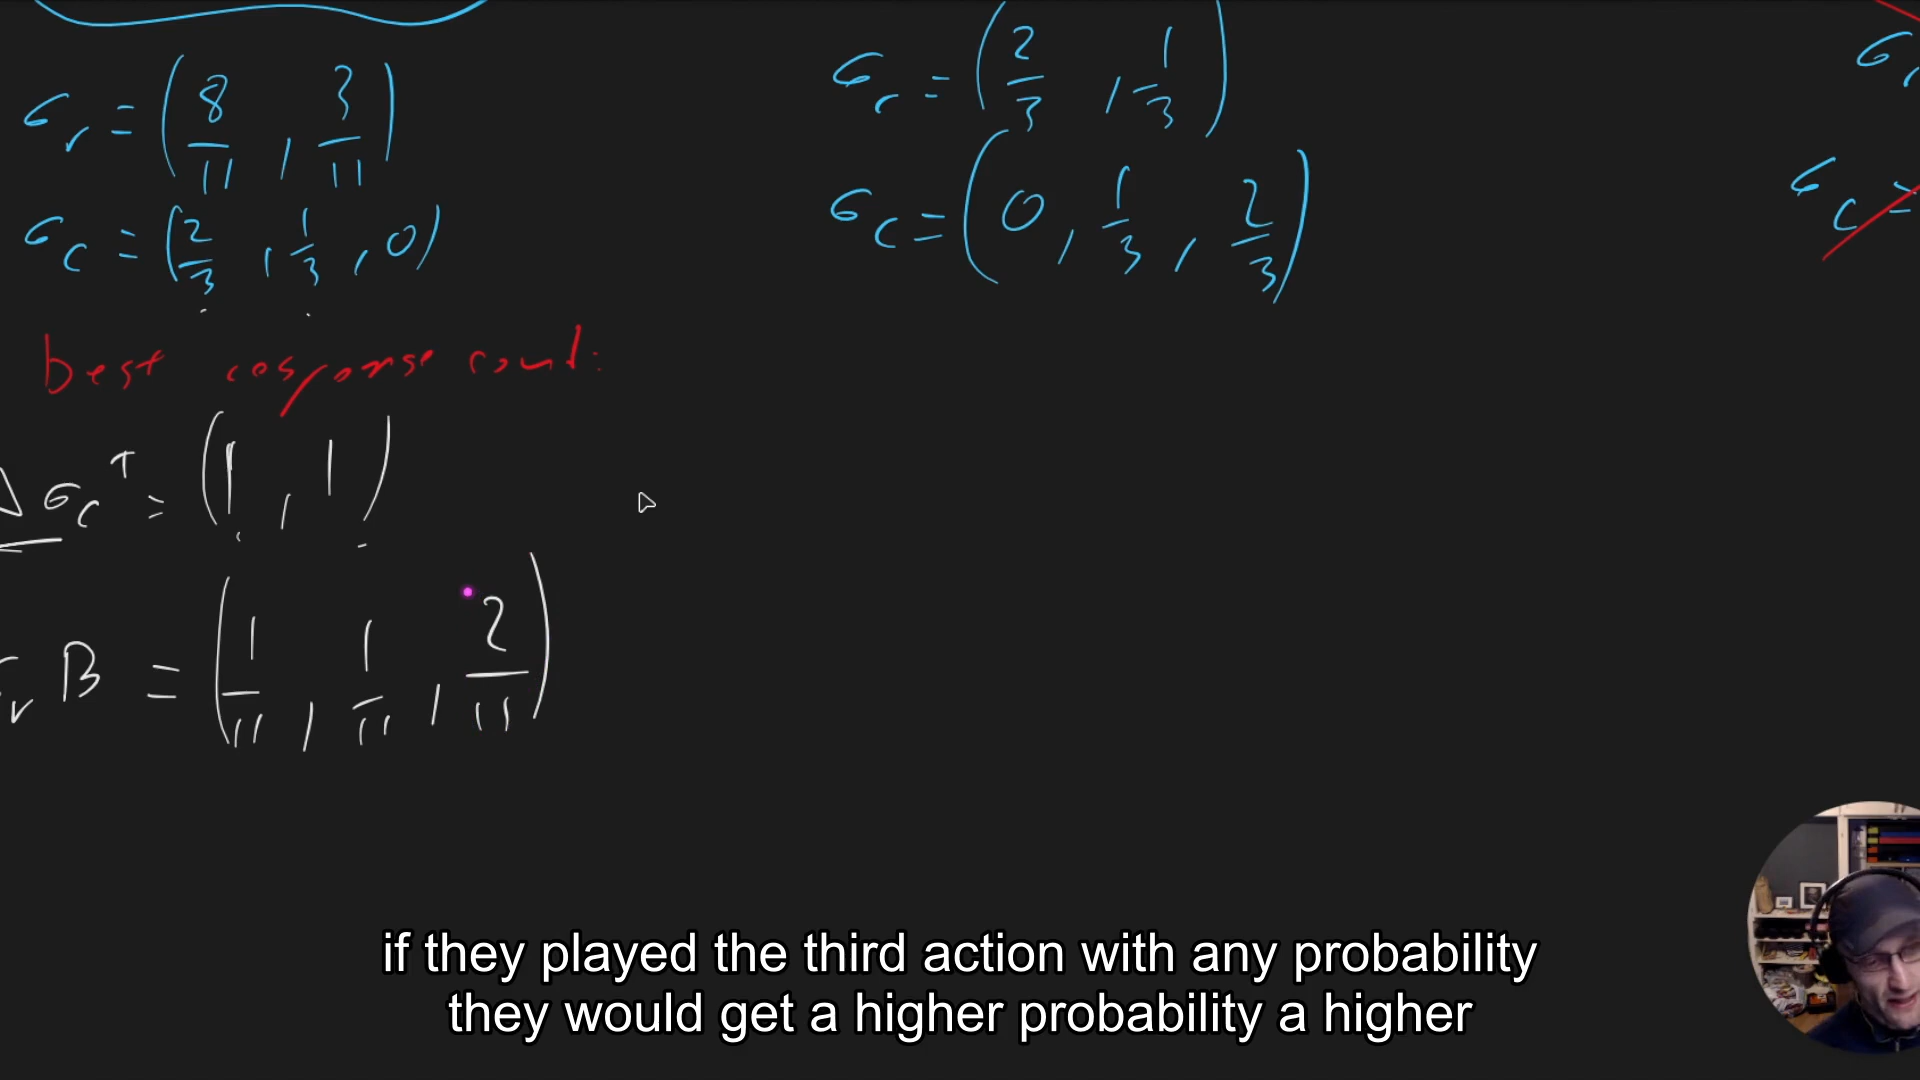 σr = (8/11, 3/11)
σc = (2/3, 1/3, 0)
best response cond:
Aσc^T = (1, 1)
σr B = (1/11, 1/11, 2/11)
σr = (2/3, 1/3)
σc = (0, 1/3, 2/3)
σr
σc =
if they played the third action with any probability
they would get a higher probability a higher